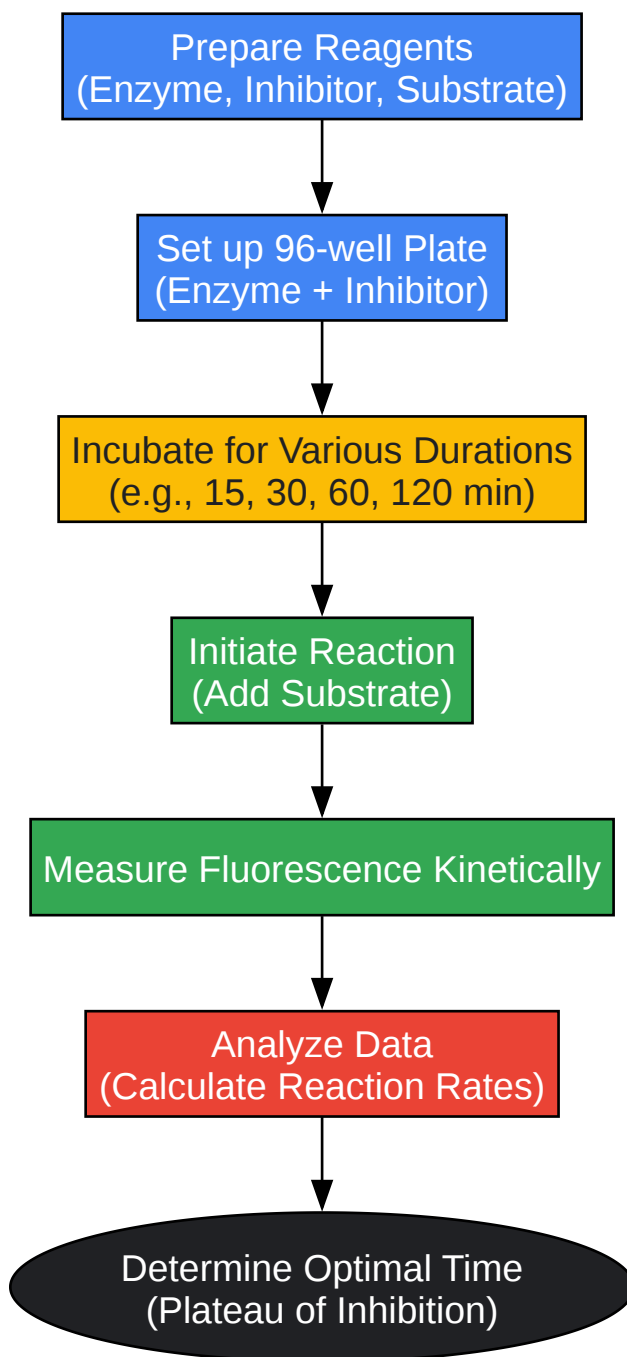 Prepare Reagents
(Enzyme, Inhibitor, Substrate)
Set up 96-well Plate
(Enzyme + Inhibitor)
Incubate for Various Durations
(e.g., 15, 30, 60, 120 min)
Initiate Reaction
(Add Substrate)
Measure Fluorescence Kinetically
Analyze Data
(Calculate Reaction Rates)
Determine Optimal Time
(Plateau of Inhibition)